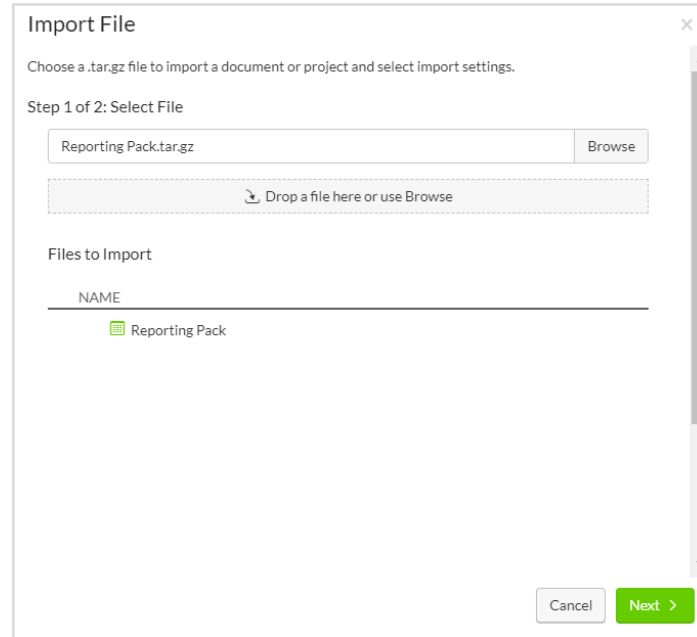 Import File
Choose a .tar.gz file to import a document or project and select import settings.
Step 1 of 2: Select File
Reporting Pack.tar.gz
Browse
Drop a file here or use Browse
Files to Import
NAME
Reporting Pack
Cancel
Next